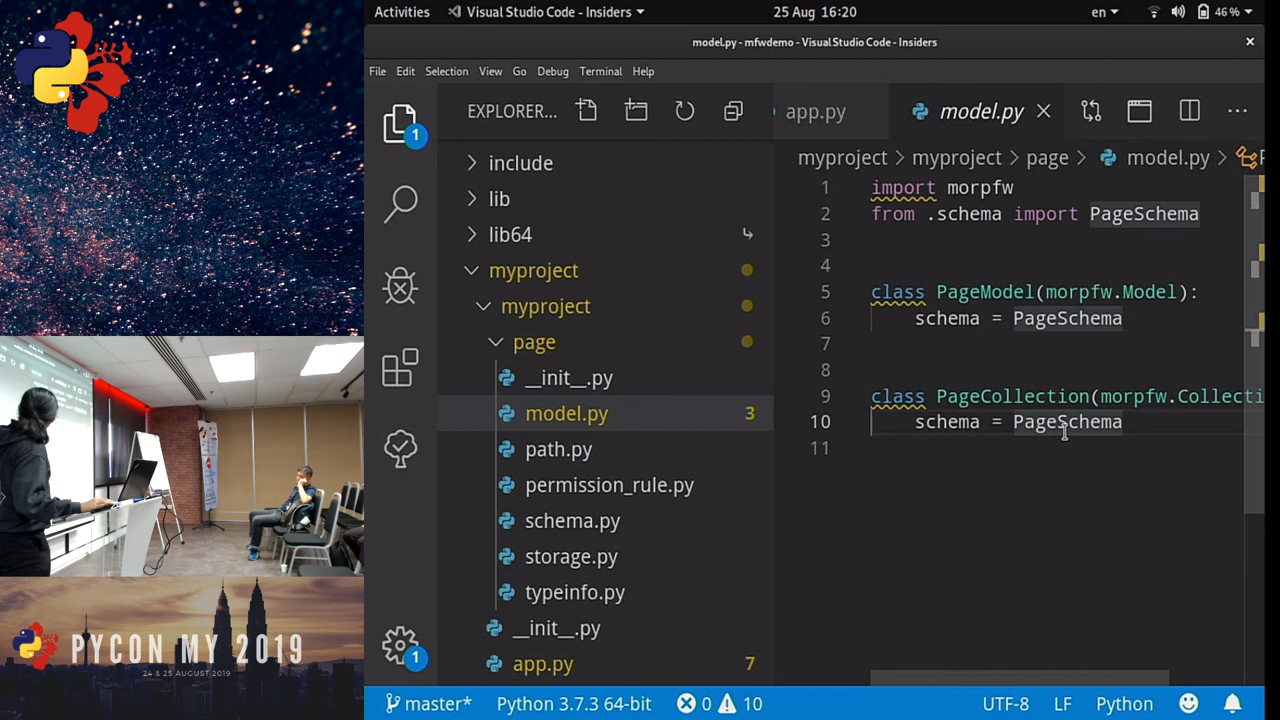 Activities
Visual Studio Code - Insiders
25 Aug 16:20
en
46 %
model.py - mfwdemo - Visual Studio Code - Insiders
File Edit Selection View Go Debug Terminal Help
1
EXPLORER...
app.py
model.py
include
lib
lib64
myproject
myproject
page
__init__.py
model.py 3
path.py
permission_rule.py
schema.py
storage.py
typeinfo.py
__init__.py
app.py 7
1
myproject > myproject > page > model.py >
1 import morpfw
2 from .schema import PageSchema
3
4
5 class PageModel(morpfw.Model):
6 schema = PageSchema
7
8
9 class PageCollection(morpfw.Collecti
10 schema = PageSchema
11
master* Python 3.7.3 64-bit 0 10 UTF-8 LF Python
PYCON MY 2019
24 & 25 AUGUST 2019